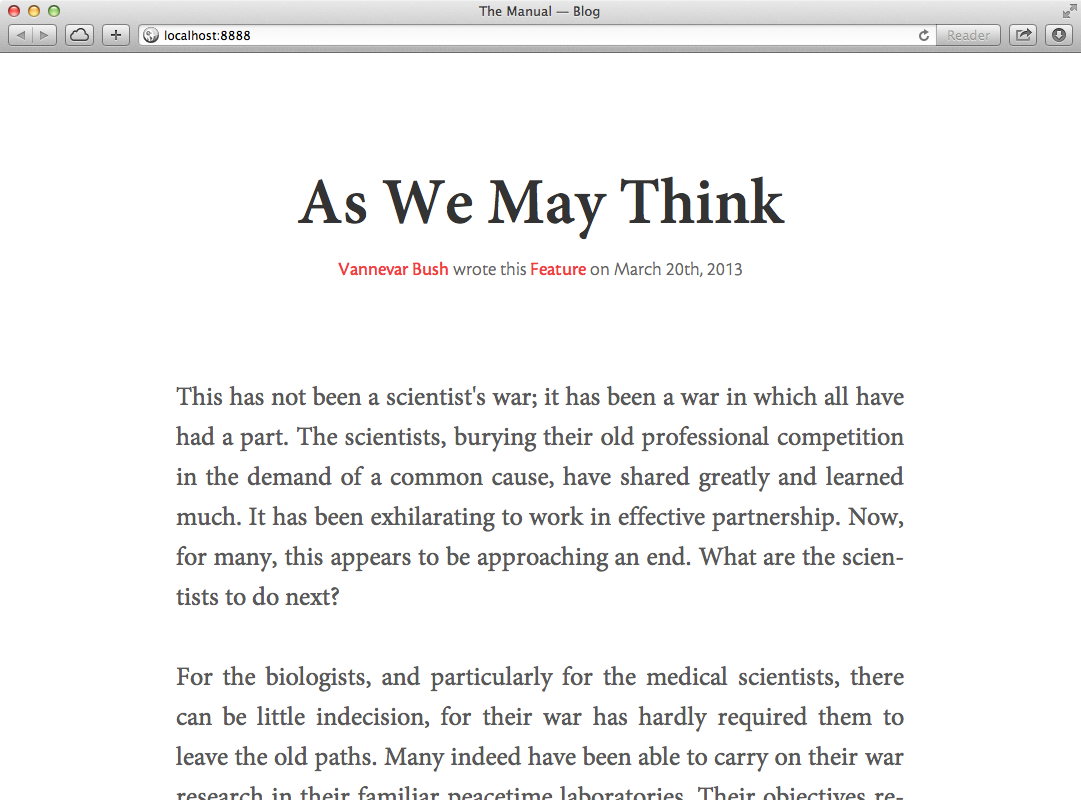 The Manual — Blog
localhost:8888
Reader
As We May Think
Vannevar Bush wrote this Feature on March 20th, 2013
This has not been a scientist's war; it has been a war in which all have
had a part. The scientists, burying their old professional competition
in the demand of a common cause, have shared greatly and learned
much. It has been exhilarating to work in effective partnership. Now,
for many, this appears to be approaching an end. What are the scien-
tists to do next?
For the biologists, and particularly for the medical scientists, there
can be little indecision, for their war has hardly required them to
leave the old paths. Many indeed have been able to carry on their war
research in their familiar peacetime laboratories. Their objectives re-